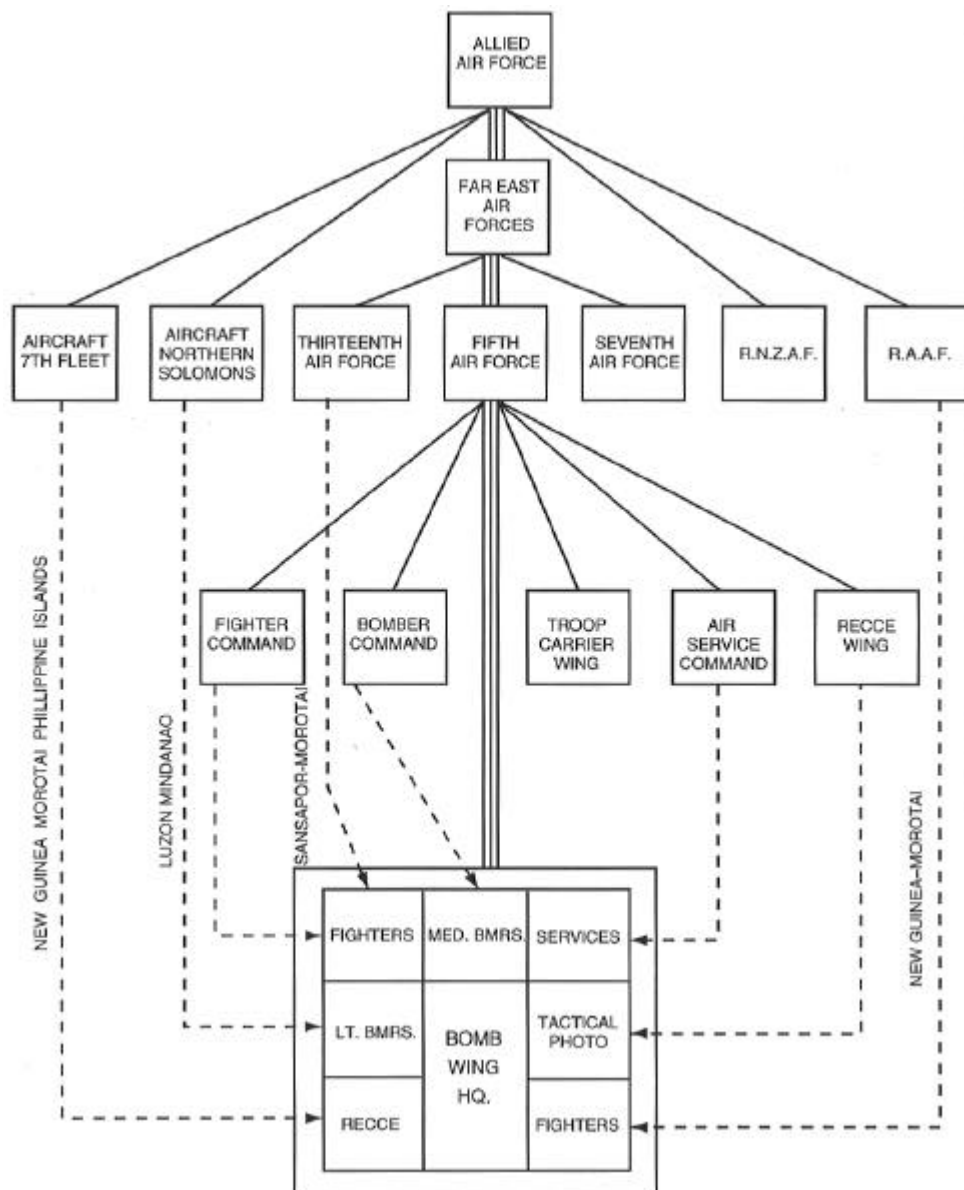 ALLIED
AIR FORCE
FAR EAST
AIR
FORCES
AIRCRAFT
7TH FLEET
AIRCRAFT
NORTHERN
SOLOMONS
THIRTEENTH
AIR FORCE
FIFTH
AIR FORCE
SEVENTH
AIR FORCE
R.N.Z.A.F.
R.A.A.F.
FIGHTER
COMMAND
BOMBER
COMMAND
TROOP
CARRIER
WING
AIR
SERVICE
COMMAND
RECCE
WING
NEW GUINEA MOROTAI PHILLIPPINE ISLANDS
LUZON MINDANAO
SANSAPOR-MOROTAI
NEW GUINEA-MOROTAI
FIGHTERS
MED. BMRS.
SERVICES
LT. BMRS.
BOMB
WING
HQ.
TACTICAL
PHOTO
RECCE
FIGHTERS